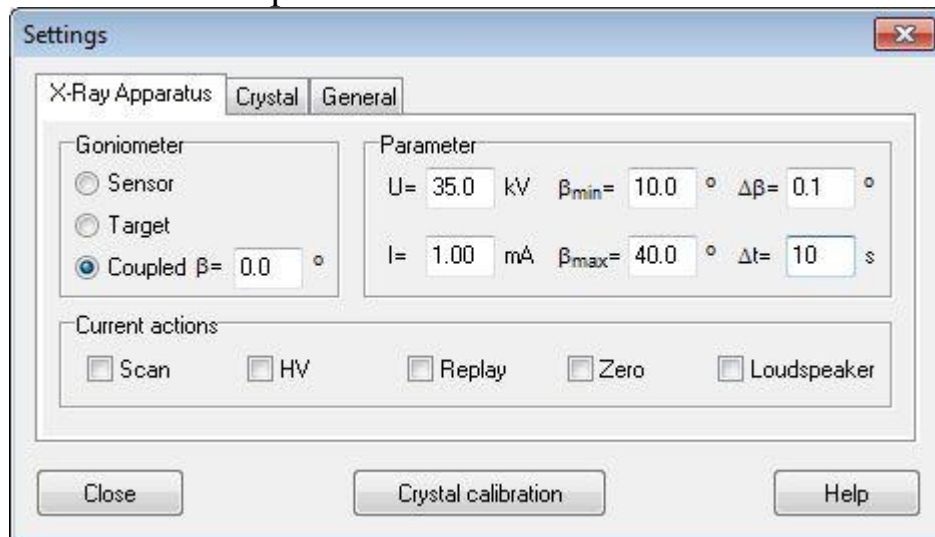 Settings
X-Ray Apparatus Crystal General
Goniometer
Sensor
Target
Coupled β= 0.0 °
Parameter
U= 35.0 kV βmin= 10.0 ° Δβ= 0.1 °
I= 1.00 mA βmax= 40.0 ° Δt= 10 s
Current actions
Scan HV Replay Zero Loudspeaker
Close Crystal calibration Help